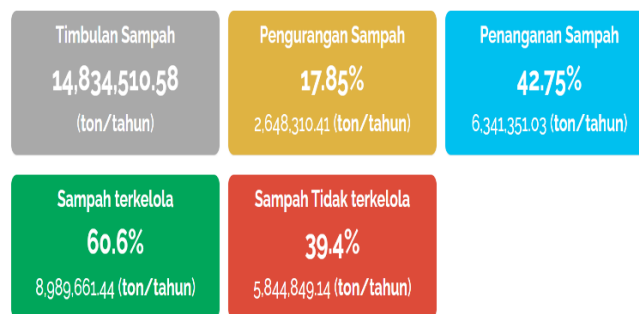 Timbulan Sampah
14,834,510.58
(ton/tahun)
Pengurangan Sampah
17.85%
2,648,310.41 (ton/tahun)
Penanganan Sampah
42.75%
6,341,351.03 (ton/tahun)
Sampah terkelola
60.6%
8,989,661.44 (ton/tahun)
Sampah Tidak terkelola
39.4%
5,844,849.14 (ton/tahun)